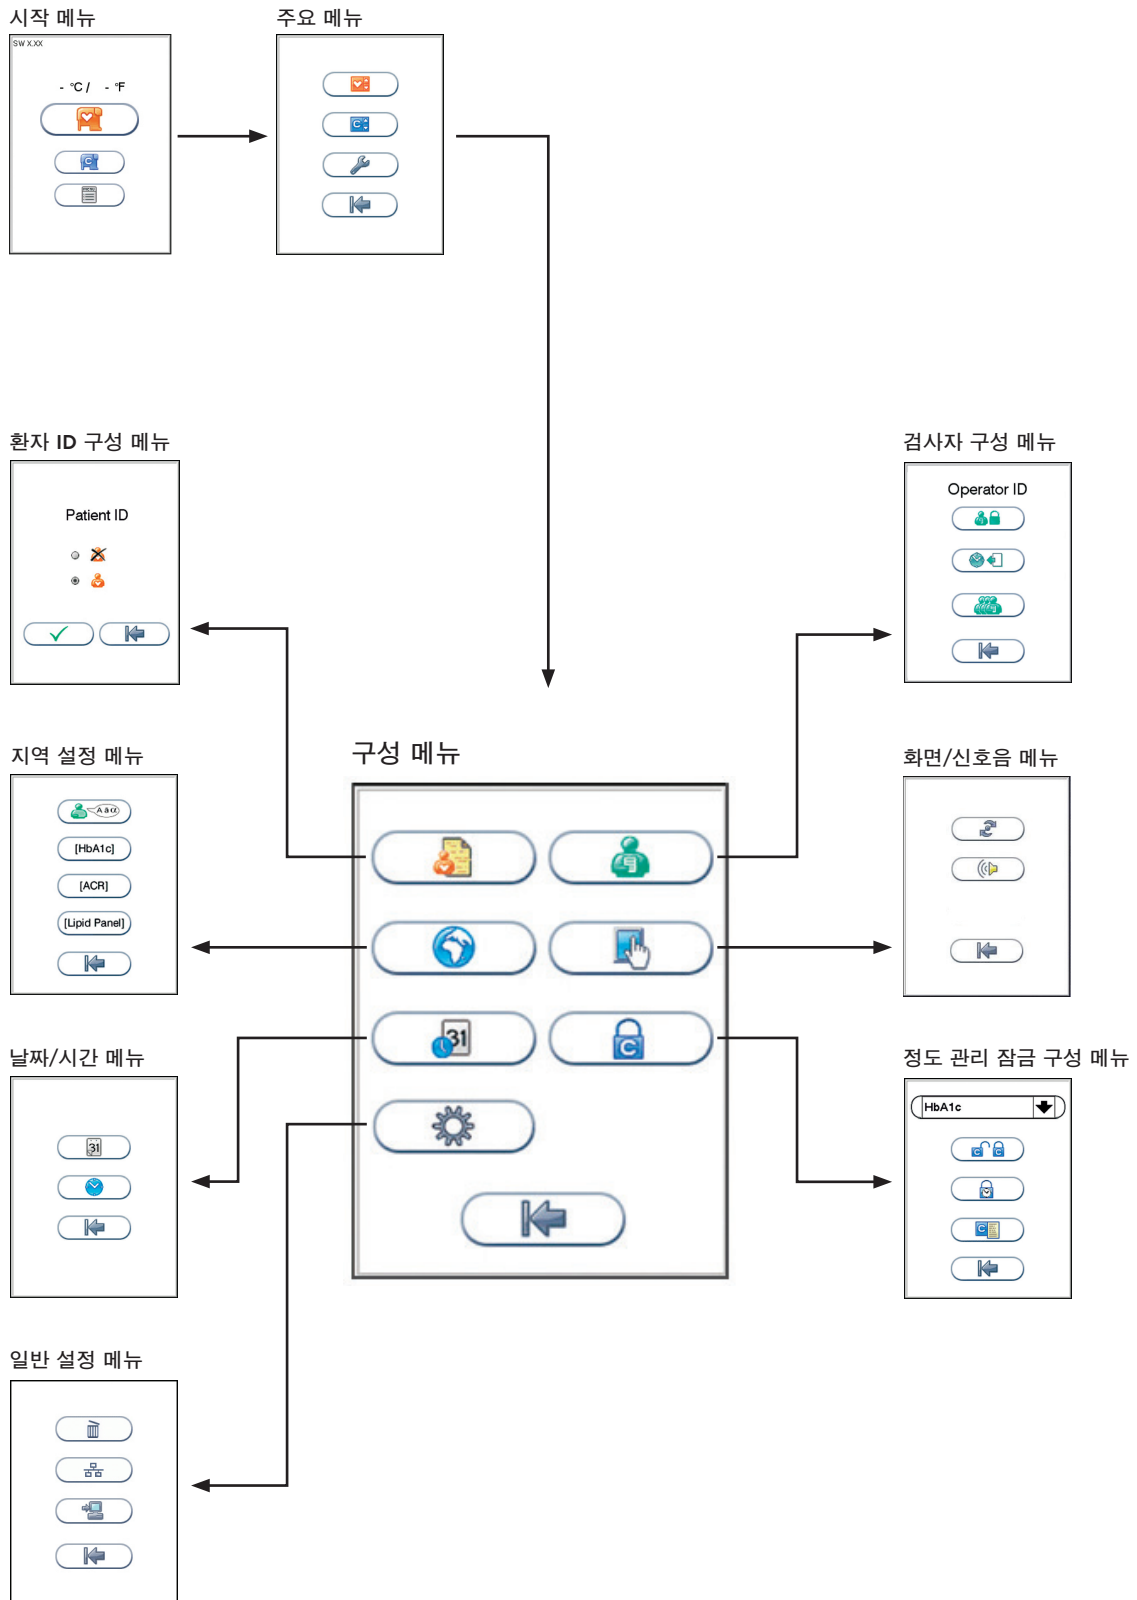 시작 메뉴
주요 메뉴
SW X.XX
- °C / - °F
환자 ID 구성 메뉴
Patient ID
검사자 구성 메뉴
Operator ID
지역 설정 메뉴
A ä α
[HbA1c]
[ACR]
[Lipid Panel]
구성 메뉴
31
C
화면/신호음 메뉴
날짜/시간 메뉴
31
정도 관리 잠금 구성 메뉴
HbA1c
C C
C
일반 설정 메뉴